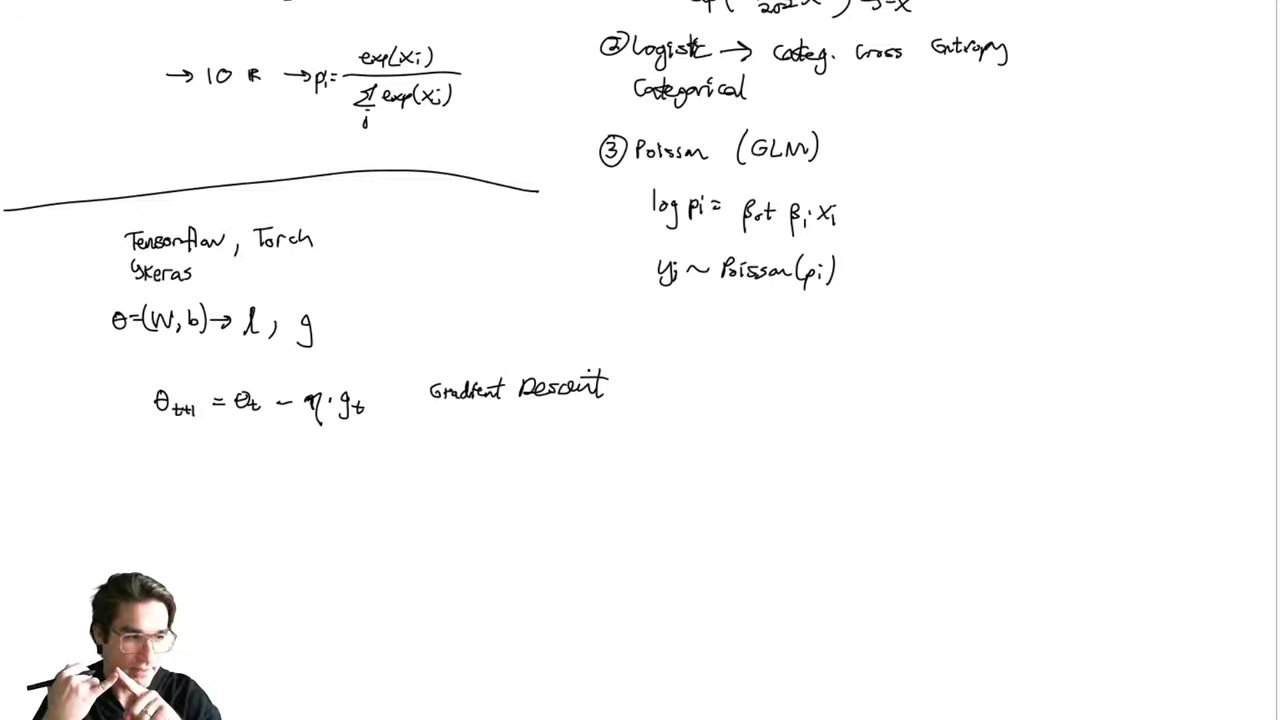 → 10 R → pi = exp(xi) / Σj exp(xj)
Tensorflow, Torch
↳Keras
θ=(W,b)→ l, g
θt+1 = θt - η·gt Gradient Descent
② Logistic → Categ. Cross Entropy
Categorical
③ Poisson (GLM)
log pi = β0+ β1·xi
yi ~ Poisson(pi)